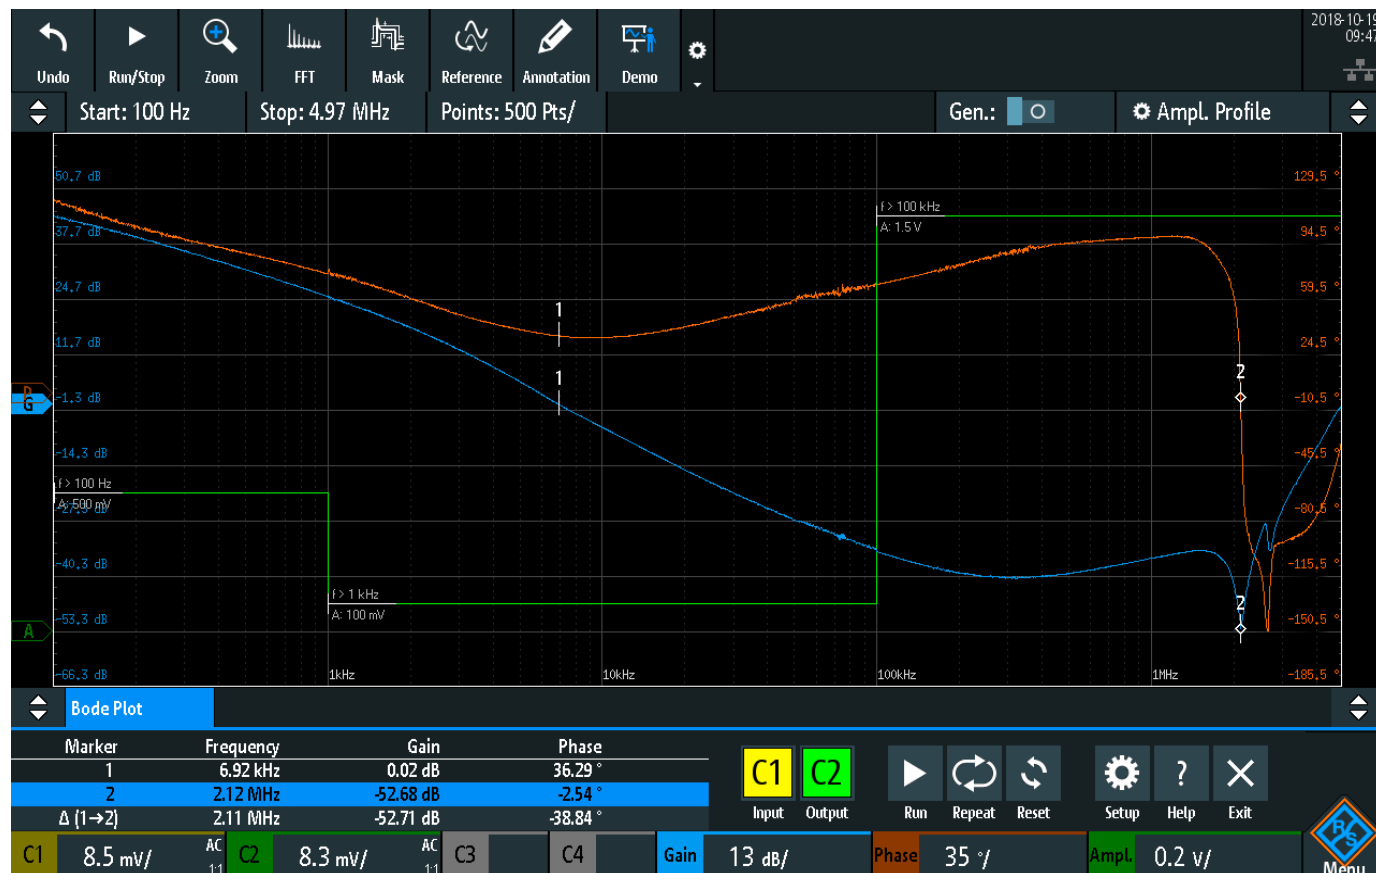 2018-10-19
09:47
Undo Run/Stop Zoom FFT Mask Reference Annotation Demo
Start: 100 Hz Stop: 4.97 MHz Points: 500 Pts/ Gen.: Ampl. Profile
50.7 dB 129.5 °
f> 100 kHz
A: 1.5 V
37.7 dB 94.5 °
24.7 dB 59.5 °
1
11.7 dB 24.5 °
1 2
G -1.3 dB -10.5 °
-14.3 dB -45.5 °
f> 100 Hz
A: 500 mV
-27.3 dB -80.5 °
-40.3 dB -115.5 °
f> 1 kHz
A: 100 mV
2
A -53.3 dB -150.5 °
-66.3 dB 1kHz 10kHz 100kHz 1MHz -185.5 °
Bode Plot
Marker Frequency Gain Phase
1 6.92 kHz 0.02 dB 36.29 °
2 2.12 MHz -52.68 dB -2.54 °
Δ (1→2) 2.11 MHz -52.71 dB -38.84 °
C1 C2
Input Output Run Repeat Reset Setup ? Help Exit
C1 8.5 mV/ AC 1:1 C2 8.3 mV/ AC 1:1 C3 C4 Gain 13 dB/ Phase 35 °/ Ampl. 0.2 V/ R&S Menu